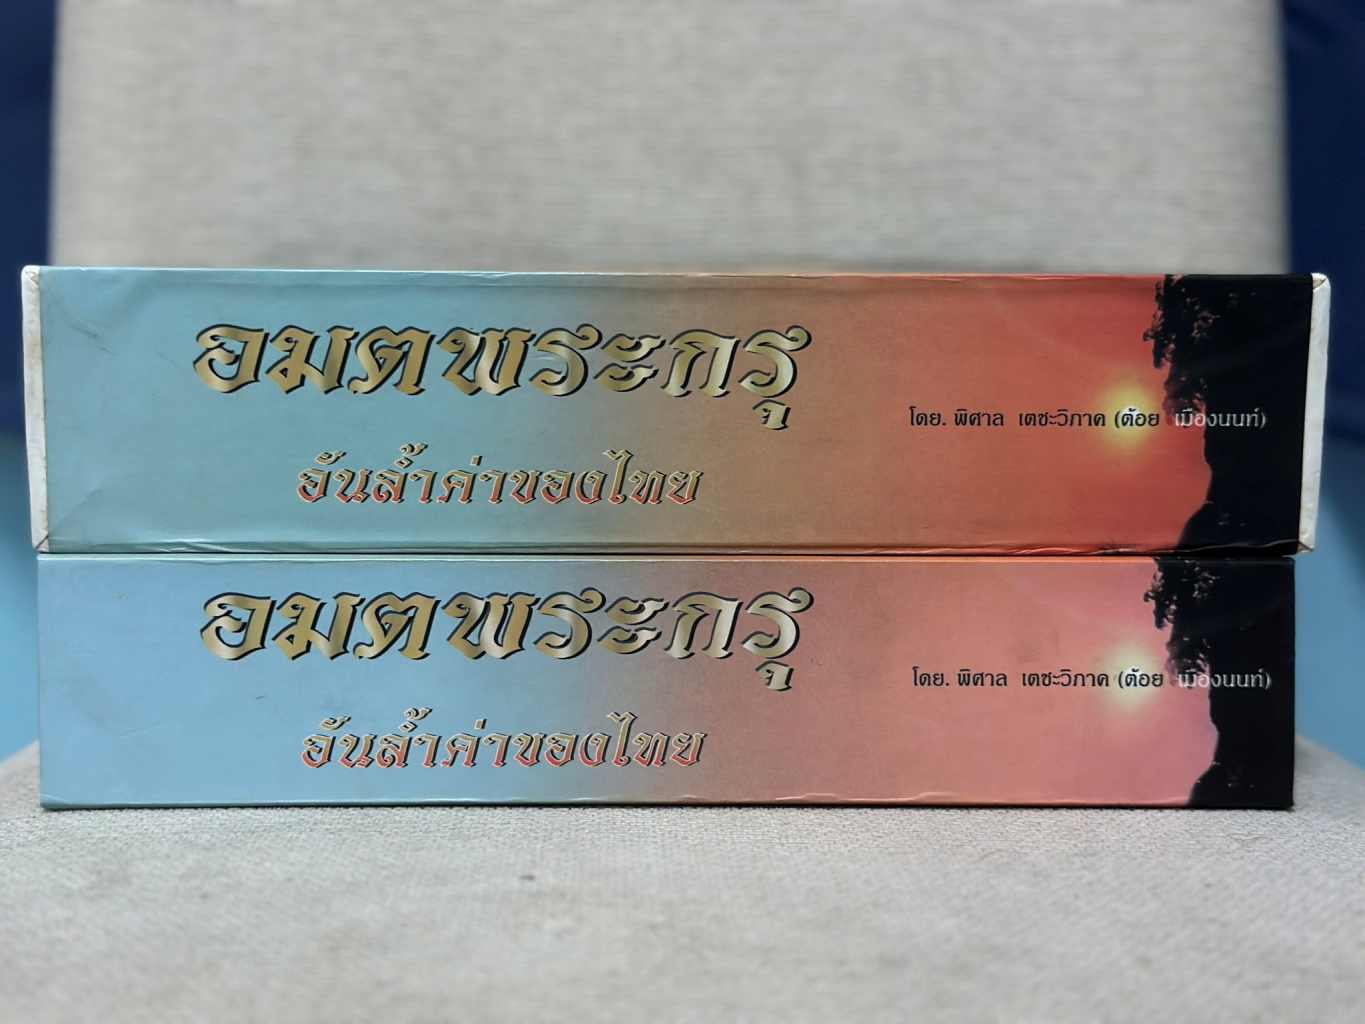 อมตพระกรุ
อันล้ำค่าของไทย
โดย. พิศาล เตชะวิภาค (ต้อย เมืองนนท์)
อมตพระกรุ
อันล้ำค่าของไทย
โดย. พิศาล เตชะวิภาค (ต้อย เมืองนนท์)